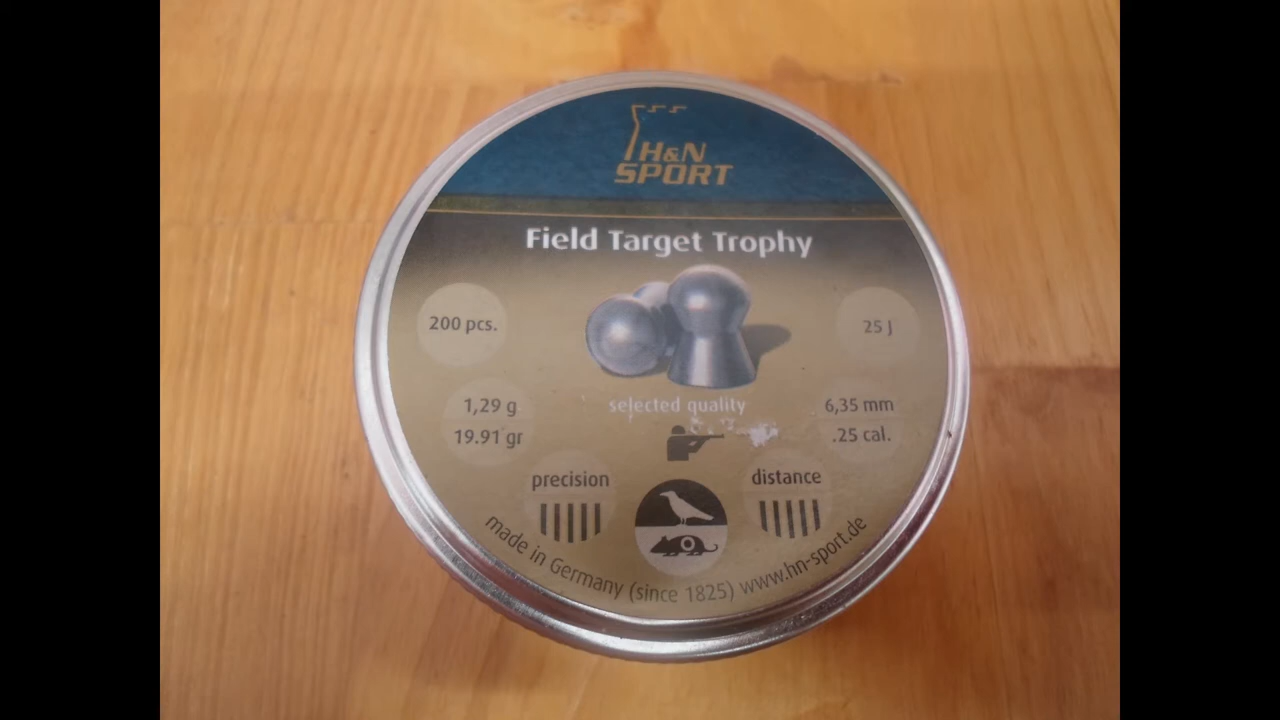 H&N
SPORT
Field Target Trophy
200 pcs.
25 J
1,29 g
19.91 gr
selected quality
6,35 mm
.25 cal.
precision
distance
made in Germany (since 1825) www.hn-sport.de